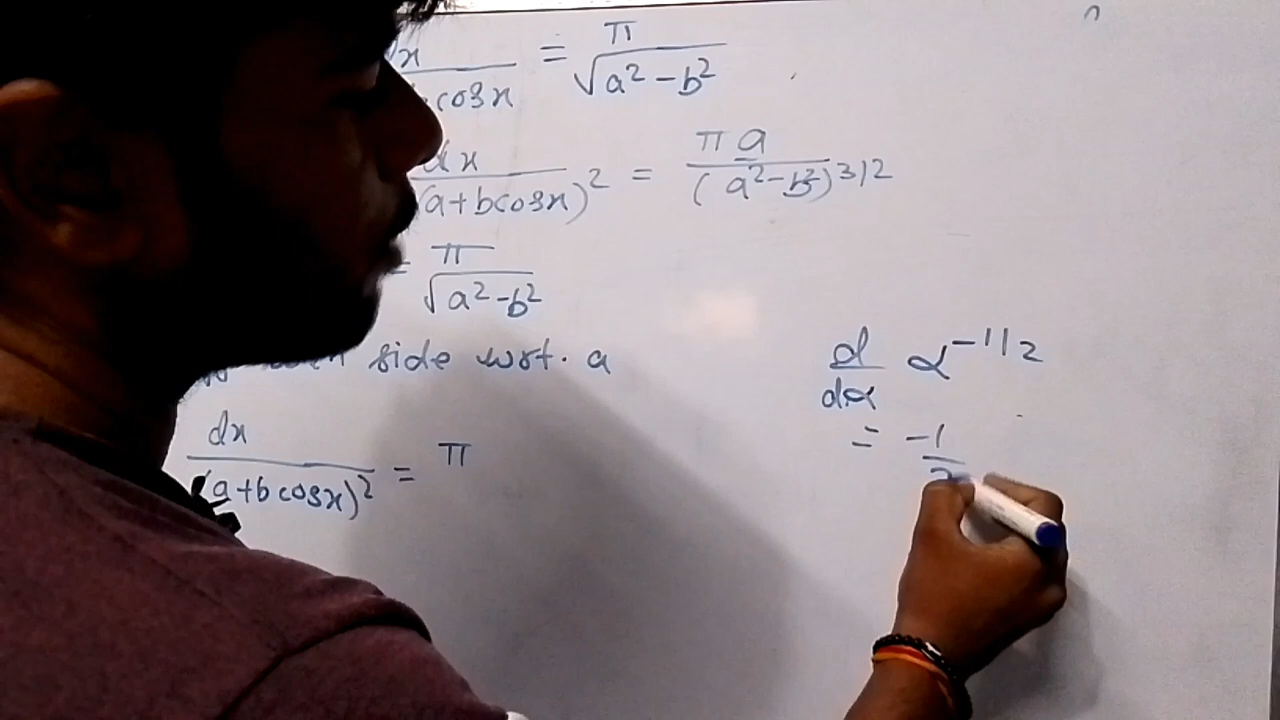 dx/(b cos x) = π/√(a² - b²)
dx/(a+b cos x)² = πa/(a² - b²)^3/2
= π/√(a² - b²)
side wrt. a
dx/(a+b cos x)² = π
d/dα α^-1/2
= -1/2